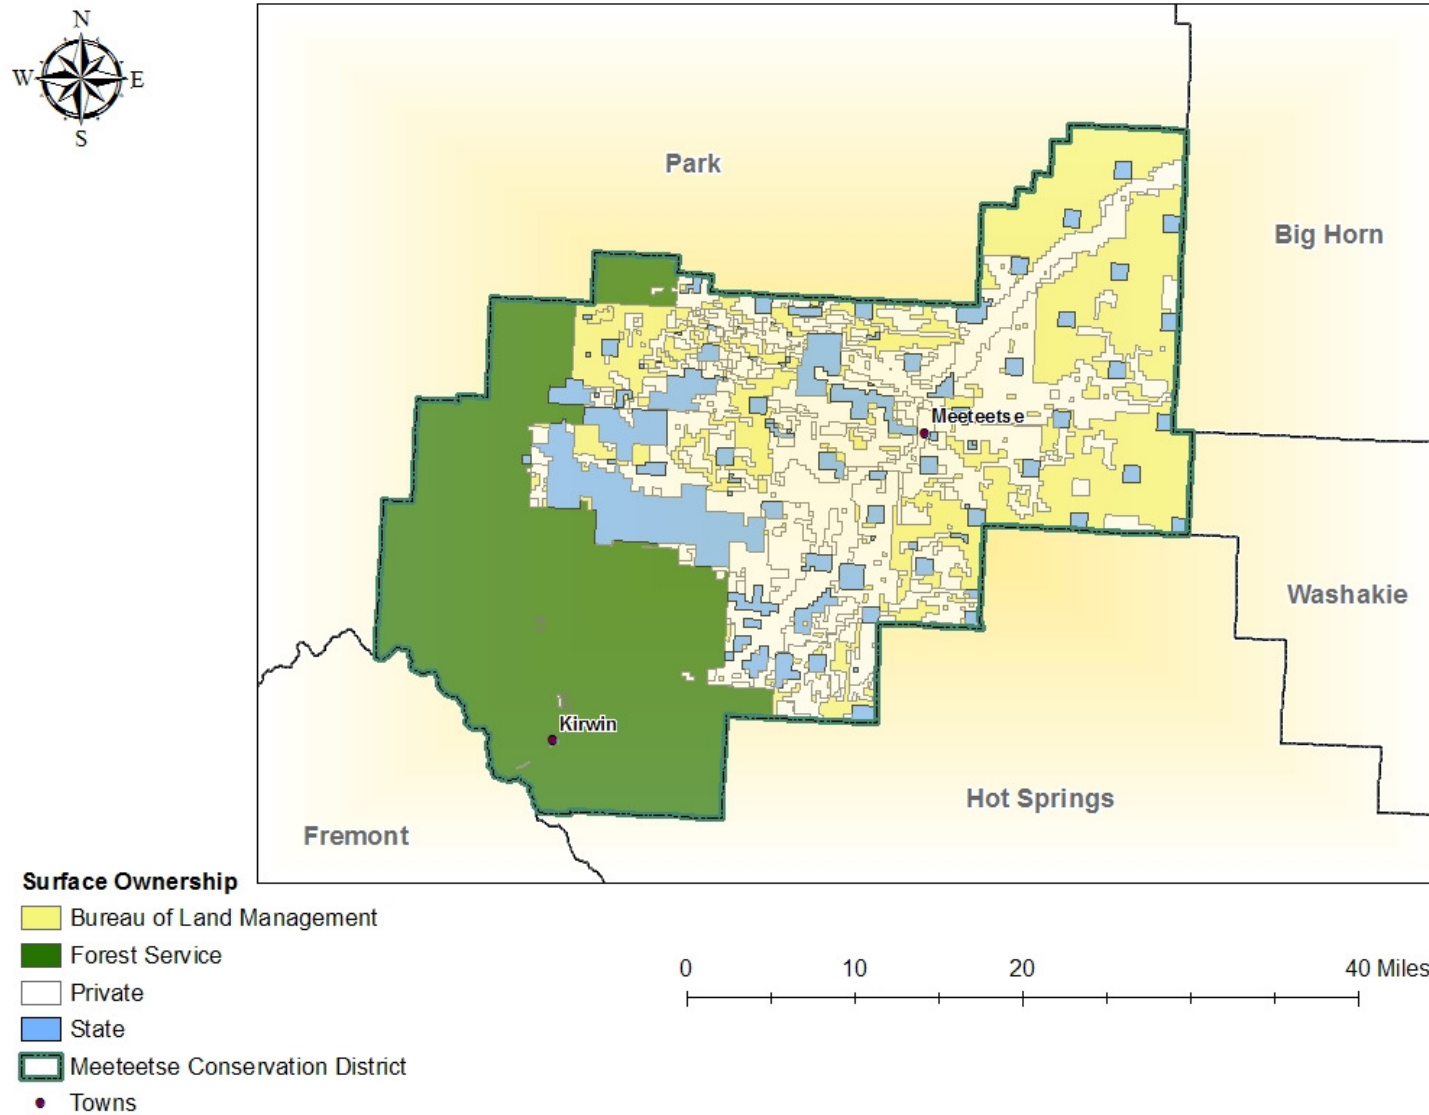 N
W E
S
Park
Big Horn
Meeteetse
Washakie
Kirwin
Hot Springs
Fremont
Surface Ownership
Bureau of Land Management
Forest Service
Private
State
Meeteetse Conservation District
Towns
0 10 20 40 Miles